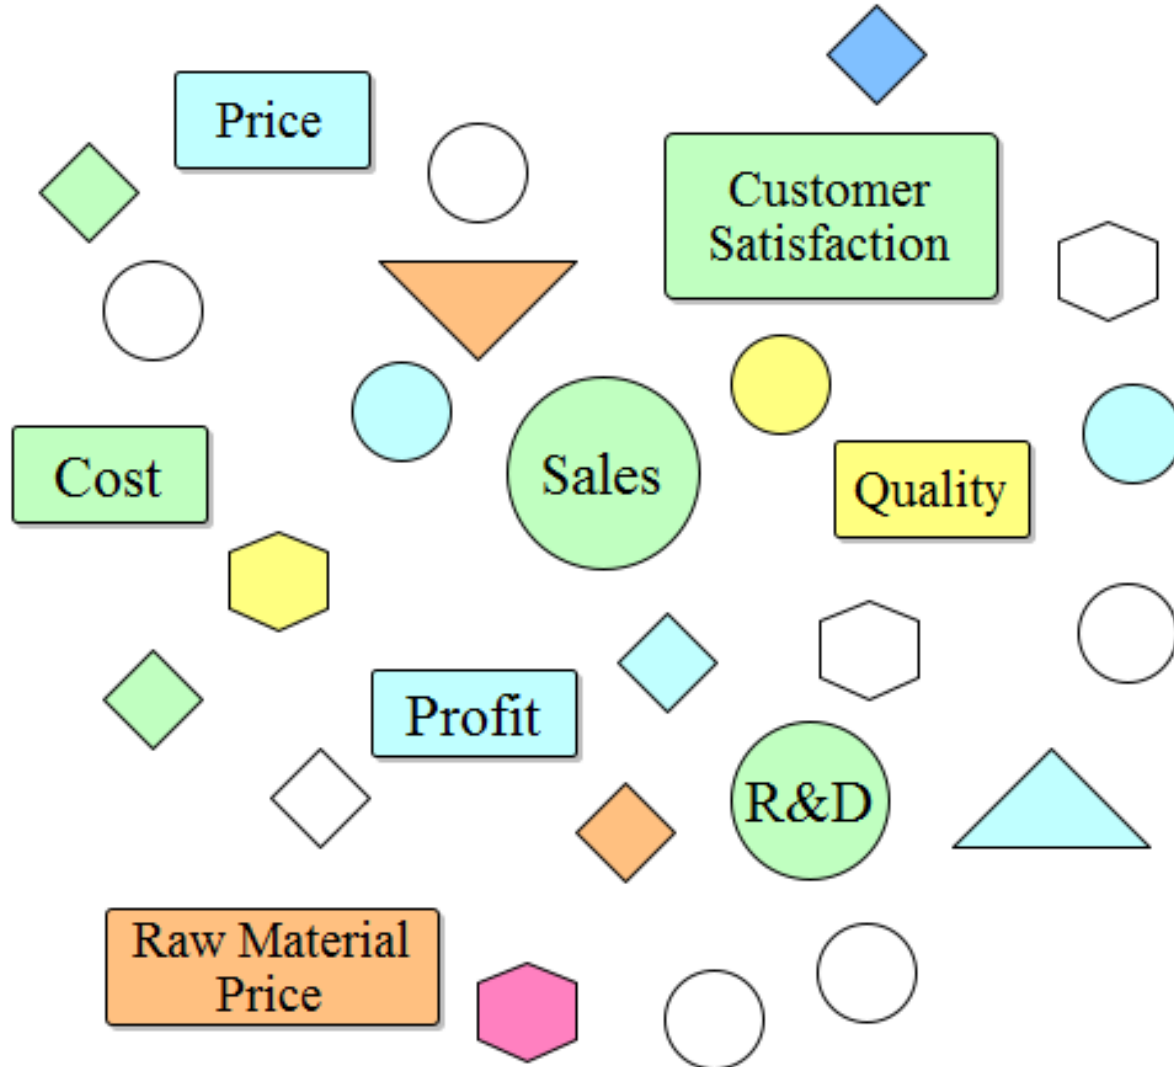 Price
Customer
Satisfaction
Cost
Sales
Quality
Profit
R&D
Raw Material
Price